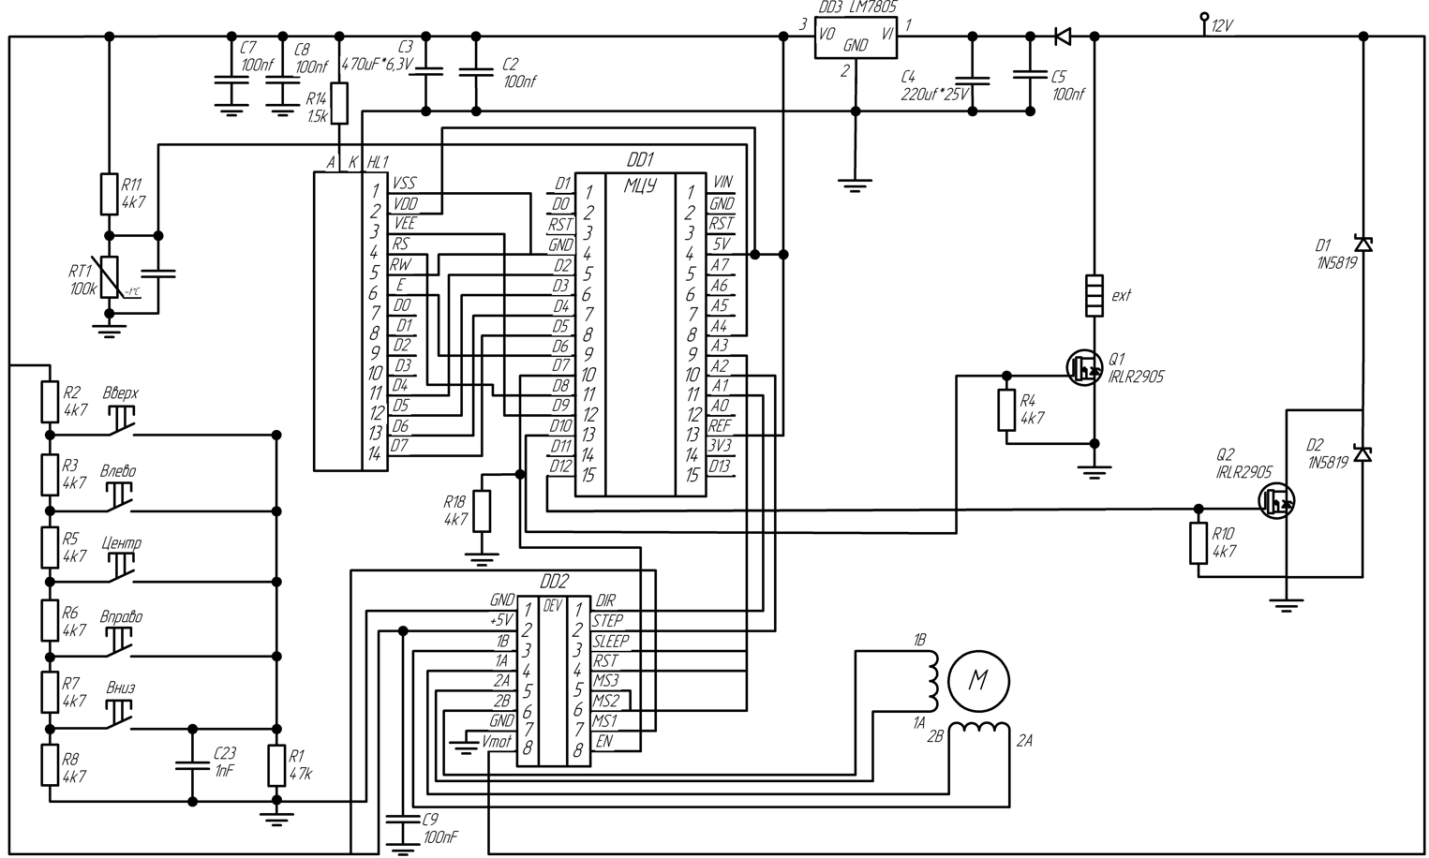 DD3 LM7805
3 VO VI 1
GND
2
12V
C7
100nf
C8
100nf
C3
470uF*6,3V
C2
100nf
C4
220uf*25V
C5
100nf
R14
1.5k
R11
4k7
RT1
100k
-t°C
A K HL1
1 VSS
2 VDD
3 VEE
4 RS
5 RW
6 E
7 D0
8 D1
9 D2
10 D3
11 D4
12 D5
13 D6
14 D7
DD1
МЦУ
D1 1 1 VIN
D0 2 2 GND
RST 3 3 RST
GND 4 4 5V
D2 5 5 A7
D3 6 6 A6
D4 7 7 A5
D5 8 8 A4
D6 9 9 A3
D7 10 10 A2
D8 11 11 A1
D9 12 12 A0
D10 13 13 REF
D11 14 14 3V3
D12 15 15 D13
D1
1N5819
ext
Q1
IRLR2905
R4
4k7
D2
1N5819
Q2
IRLR2905
R10
4k7
R2
4k7
Вверх
R3
4k7
Влево
R5
4k7
Центр
R6
4k7
Вправо
R7
4k7
Вниз
R8
4k7
C23
1nF
R1
47k
R18
4k7
DD2
DEV
GND 1 1 DIR
+5V 2 2 STEP
1B 3 3 SLEEP
1A 4 4 RST
2A 5 5 MS3
2B 6 6 MS2
GND 7 7 MS1
Vmot 8 8 EN
C9
100nF
1B
M
1A
2B
2A